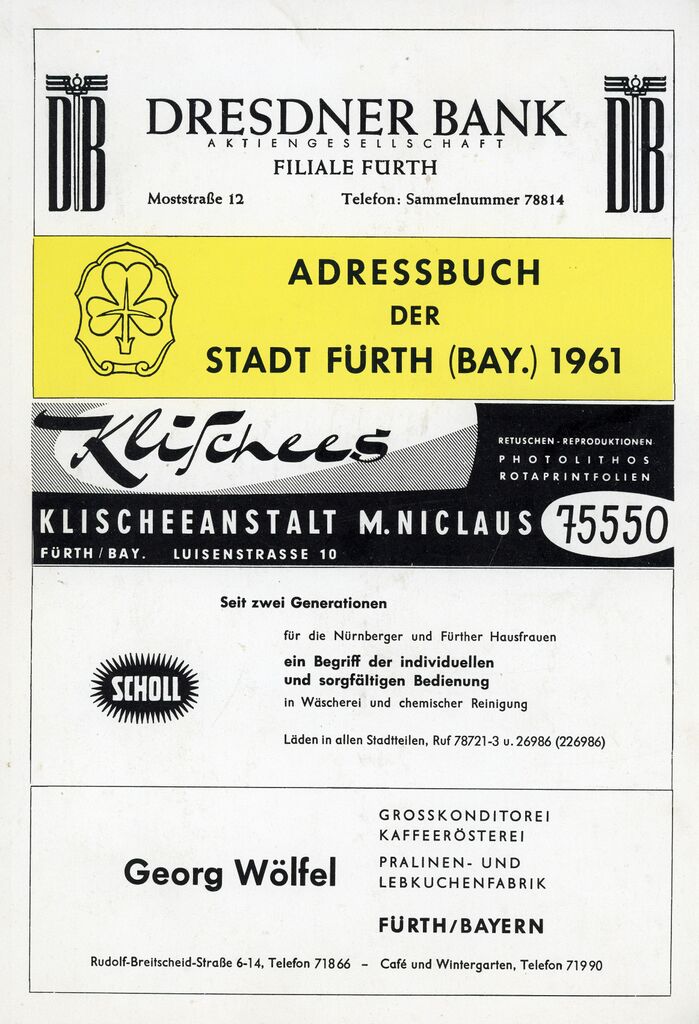 DB
DRESDNER BANK
DB
AKTIENGESELLSCHAFT
FILIALE FÜRTH
Moststraße 12 Telefon: Sammelnummer 78814
ADRESSBUCH
DER
STADT FÜRTH (BAY.) 1961
Klischees
RETUSCHEN - REPRODUKTIONEN
PHOTOLITHOS
ROTAPRINTFOLIEN
KLISCHEEANSTALT M. NICLAUS 75550
FÜRTH / BAY. LUISENSTRASSE 10
Seit zwei Generationen
für die Nürnberger und Fürther Hausfrauen
ein Begriff der individuellen
und sorgfältigen Bedienung
in Wäscherei und chemischer Reinigung
SCHOLL
Läden in allen Stadtteilen, Ruf 78721-3 u. 26986 (226986)
GROSSKONDITOREI
KAFFEERÖSTEREI
PRALINEN- UND
LEBKUCHENFABRIK
Georg Wölfel
FÜRTH/BAYERN
Rudolf-Breitscheid-Straße 6-14, Telefon 71866 – Café und Wintergarten, Telefon 71990